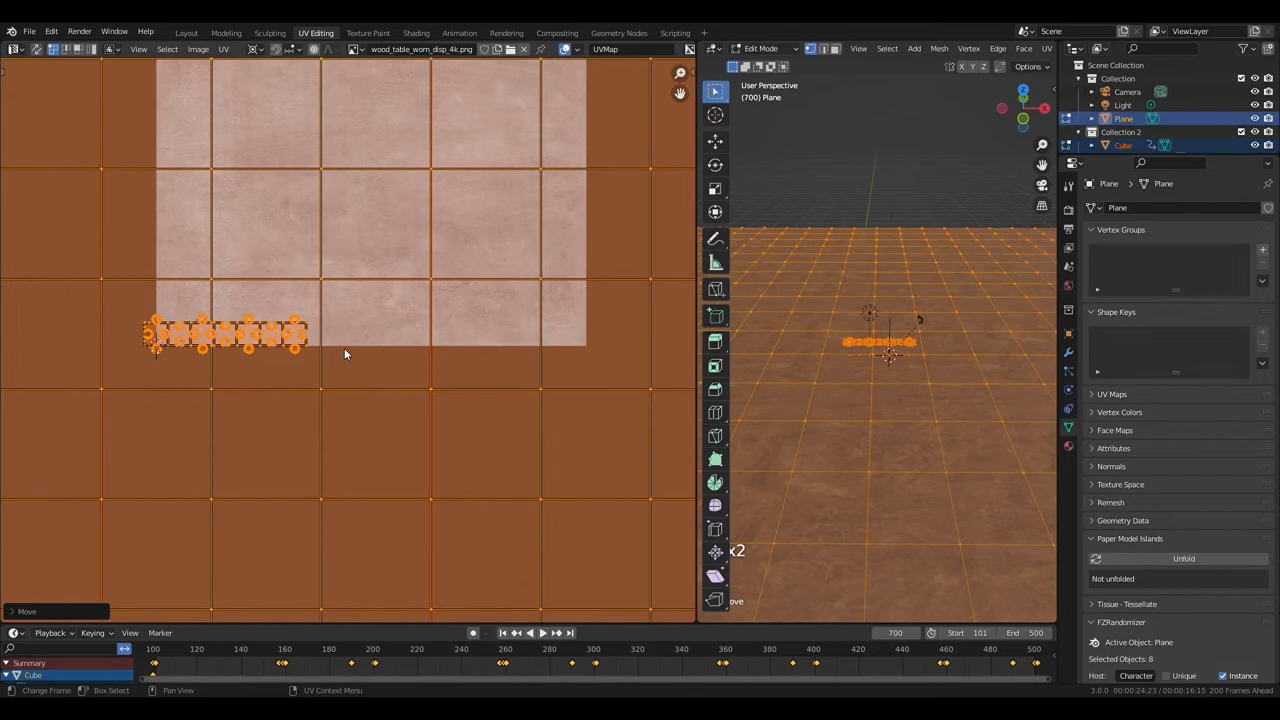 File Edit Render Window Help Layout Modeling Sculpting UV Editing Texture Paint Shading Animation Rendering Compositing Geometry Nodes Scripting Scene ViewLayer
View Select Image UV wood_table_worn_disp_4k.png UVMap Edit Mode View Select Add Mesh Vertex Edge Face UV
X Y Z Options
User Perspective
(700) Plane
Scene Collection
Collection
Camera
Light
Plane
Collection 2
Cube
Plane Plane
Plane
Vertex Groups
Shape Keys
UV Maps
Vertex Colors
Face Maps
Attributes
Normals
Texture Space
Remesh
Geometry Data
Paper Model Islands
Unfold
Not unfolded
Tissue - Tessellate
FZRandomizer
Active Object: Plane
Selected Objects: 8
Host: Character Unique Instance
x2
ove
Move
Playback Keying View Marker 700 Start 101 End 500
100 120 140 160 180 200 220 240 260 280 300 320 340 360 380 400 420 440 460 480 500
Summary
Cube
Change Frame Box Select Pan View UV Context Menu 3.0.0 00:00:24.23 / 00:00:16:15 200 Frames Ahead